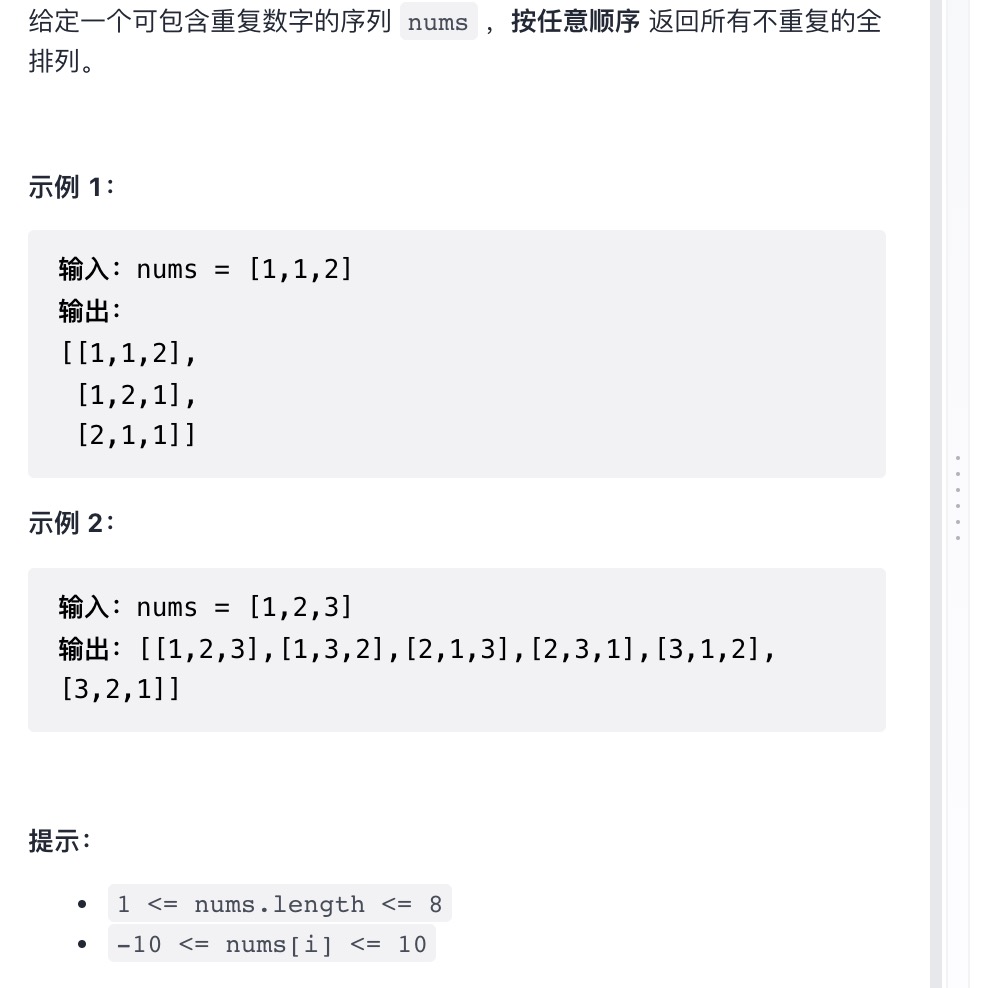 给定一个可包含重复数字的序列 nums ，按任意顺序 返回所有不重复的全
排列。
示例 1：
输入：nums = [1,1,2]
输出：
[[1,1,2],
 [1,2,1],
 [2,1,1]]
示例 2：
输入：nums = [1,2,3]
输出：[[1,2,3],[1,3,2],[2,1,3],[2,3,1],[3,1,2],
[3,2,1]]
提示：
• 1 <= nums.length <= 8
• -10 <= nums[i] <= 10